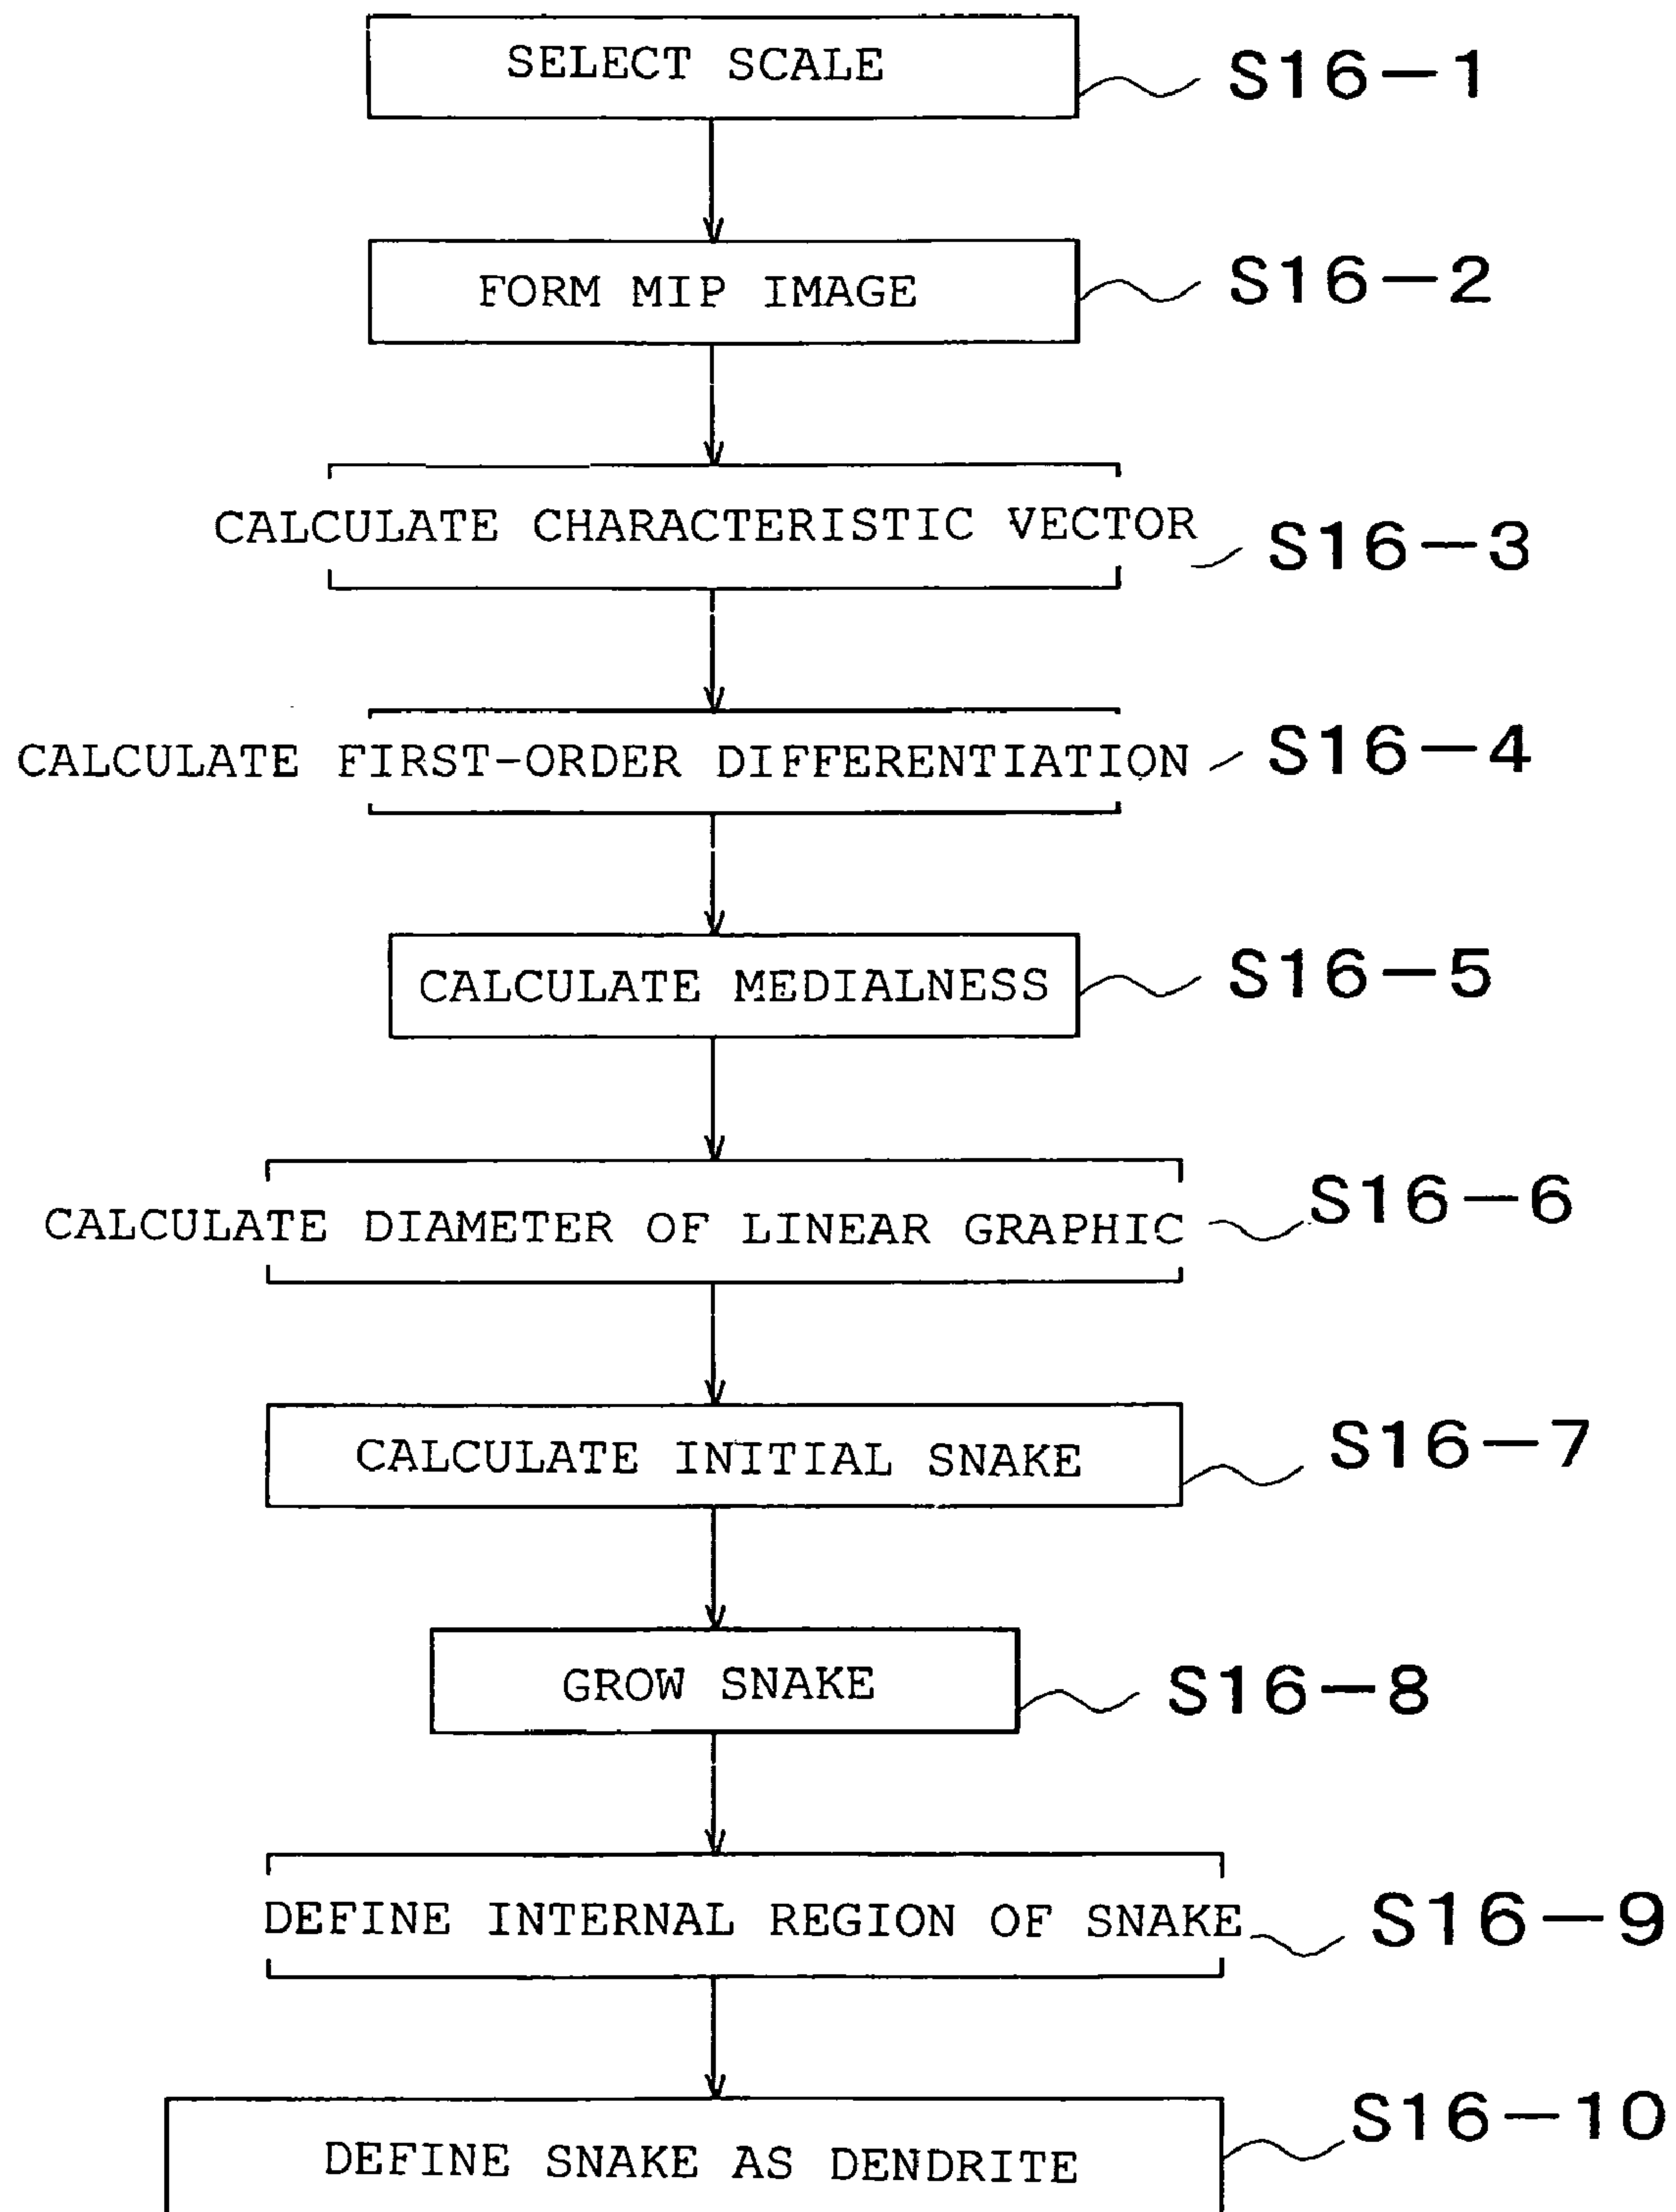 SELECT SCALE
S16-1
FORM MIP IMAGE
S16-2
CALCULATE CHARACTERISTIC VECTOR
S16-3
CALCULATE FIRST-ORDER DIFFERENTIATION
S16-4
CALCULATE MEDIALNESS
S16-5
CALCULATE DIAMETER OF LINEAR GRAPHIC
S16-6
CALCULATE INITIAL SNAKE
S16-7
GROW SNAKE
S16-8
DEFINE INTERNAL REGION OF SNAKE
S16-9
DEFINE SNAKE AS DENDRITE
S16-10